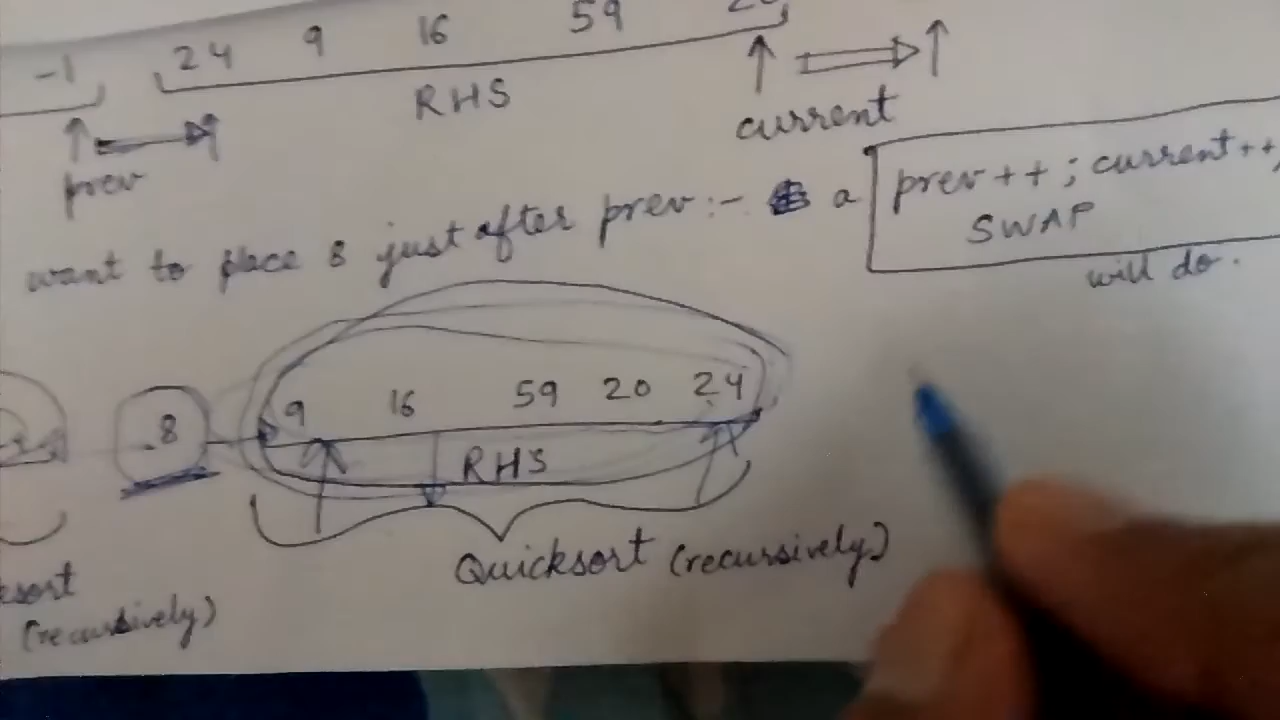 -1 24 9 16 59 20
RHS
prev current
want to place 8 just after prev :- a prev++ ; current++;
SWAP
will do.
8 9 16 59 20 24
RHS
Quicksort (recursively)
(recursively)